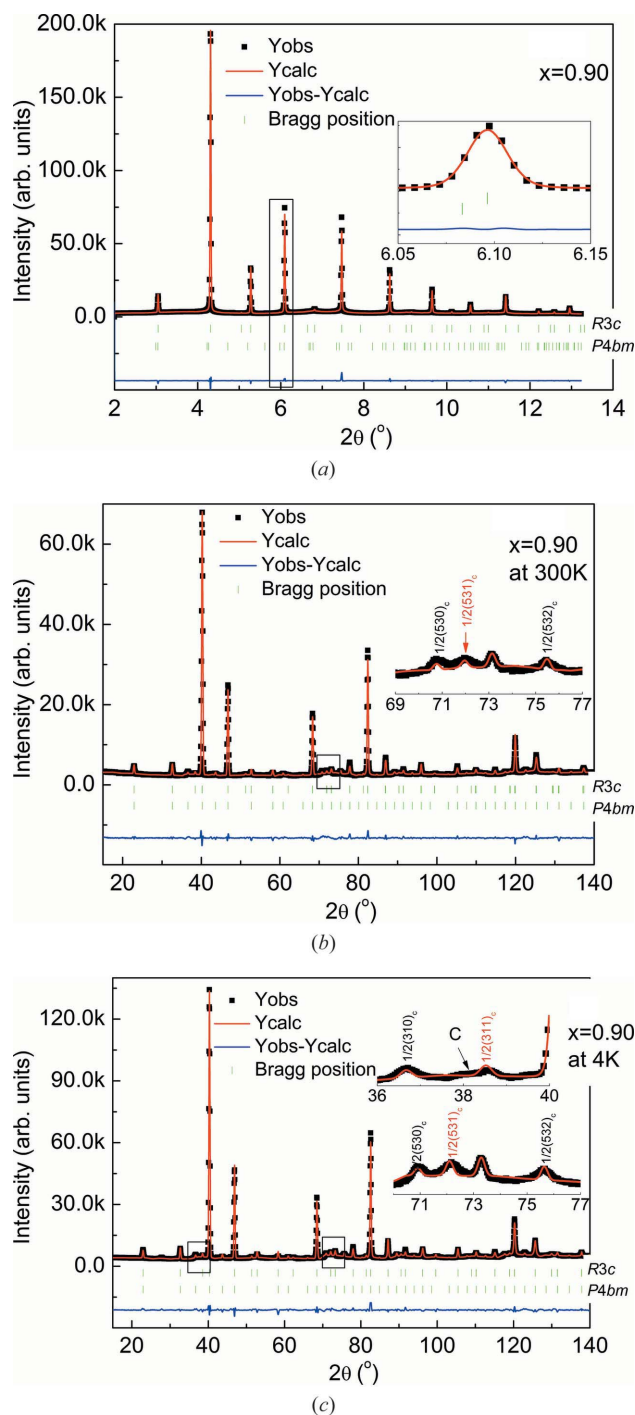 Yobs
Ycalc
Yobs-Ycalc
Bragg position
x=0.90
200.0k
150.0k
100.0k
50.0k
0.0
Intensity (arb. units)
6.05 6.10 6.15
R3c
P4bm
2 4 6 8 10 12 14
2θ (°)
(a)
Yobs
Ycalc
Yobs-Ycalc
Bragg position
x=0.90
at 300K
60.0k
40.0k
20.0k
0.0
Intensity (arb. units)
1/2(530)c
1/2(531)c
1/2(532)c
69 71 73 75 77
R3c
P4bm
20 40 60 80 100 120 140
2θ (°)
(b)
Yobs
Ycalc
Yobs-Ycalc
Bragg position
x=0.90
at 4K
120.0k
90.0k
60.0k
30.0k
0.0
Intensity (arb. units)
1/2(310)c
C
1/2(311)c
36 38 40
/2(530)c
1/2(531)c
1/2(532)c
71 73 75 77
R3c
P4bm
20 40 60 80 100 120 140
2θ (°)
(c)